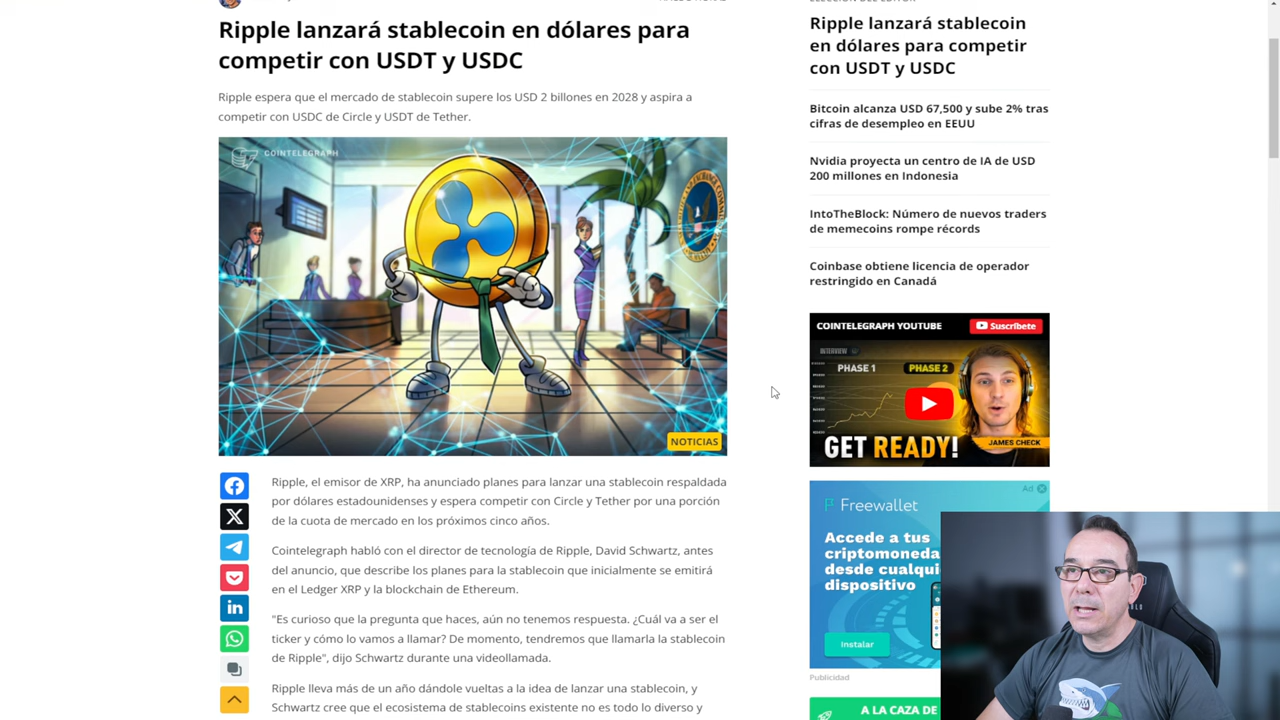 Ripple lanzará stablecoin en dólares para
competir con USDT y USDC
Ripple espera que el mercado de stablecoin supere los USD 2 billones en 2028 y aspira a
competir con USDC de Circle y USDT de Tether.
COINTELEGRAPH
NOTICIAS
Ripple, el emisor de XRP, ha anunciado planes para lanzar una stablecoin respaldada
por dólares estadounidenses y espera competir con Circle y Tether por una porción
de la cuota de mercado en los próximos cinco años.
Cointelegraph habló con el director de tecnología de Ripple, David Schwartz, antes
del anuncio, que describe los planes para la stablecoin que inicialmente se emitirá
en el Ledger XRP y la blockchain de Ethereum.
"Es curioso que la pregunta que haces, aún no tenemos respuesta. ¿Cuál va a ser el
ticker y cómo lo vamos a llamar? De momento, tendremos que llamarla la stablecoin
de Ripple", dijo Schwartz durante una videollamada.
Ripple lleva más de un año dándole vueltas a la idea de lanzar una stablecoin, y
Schwartz cree que el ecosistema de stablecoins existente no es todo lo diverso y
Ripple lanzará stablecoin
en dólares para competir
con USDT y USDC
Bitcoin alcanza USD 67,500 y sube 2% tras
cifras de desempleo en EEUU
Nvidia proyecta un centro de IA de USD
200 millones en Indonesia
IntoTheBlock: Número de nuevos traders
de memecoins rompe récords
Coinbase obtiene licencia de operador
restringido en Canadá
COINTELEGRAPH YOUTUBE
Suscríbete
INTERVIEW
PHASE 1
PHASE 2
GET READY!
JAMES CHECK
Ad
Freewallet
Accede a tus
criptomoneda
desde cualqu
dispositivo
Instalar
Publicidad
A LA CAZA DE